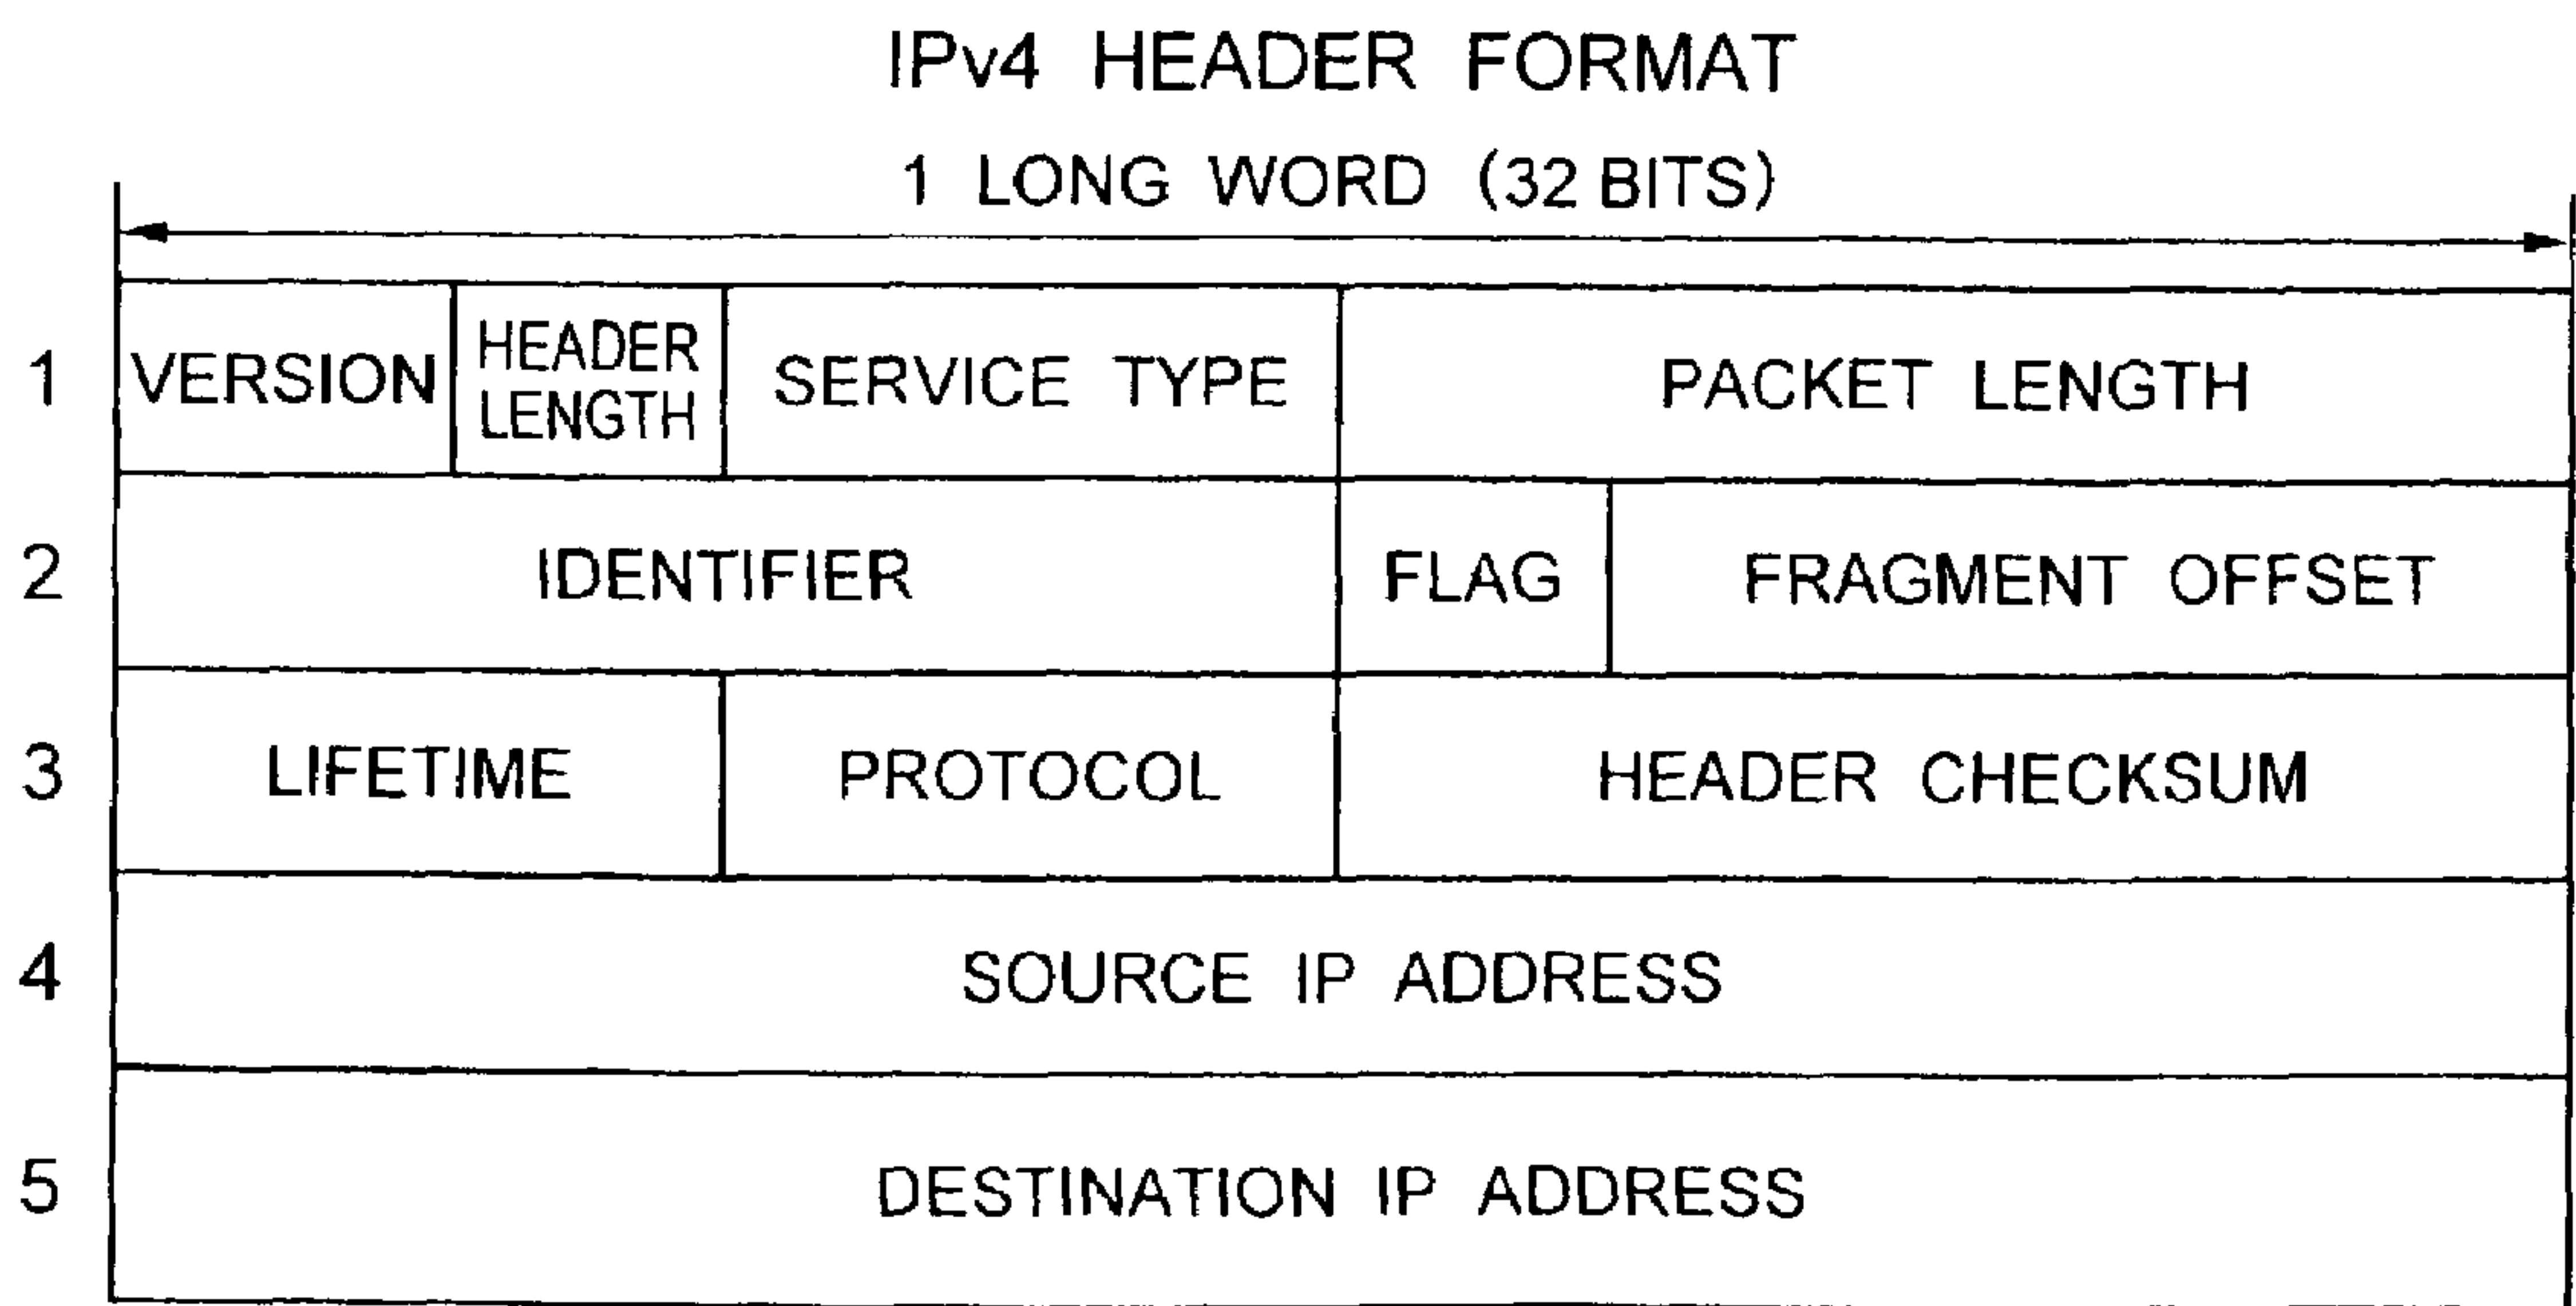 IPv4 HEADER FORMAT
1 LONG WORD (32 BITS)
1 VERSION HEADER LENGTH SERVICE TYPE PACKET LENGTH
2 IDENTIFIER FLAG FRAGMENT OFFSET
3 LIFETIME PROTOCOL HEADER CHECKSUM
4 SOURCE IP ADDRESS
5 DESTINATION IP ADDRESS